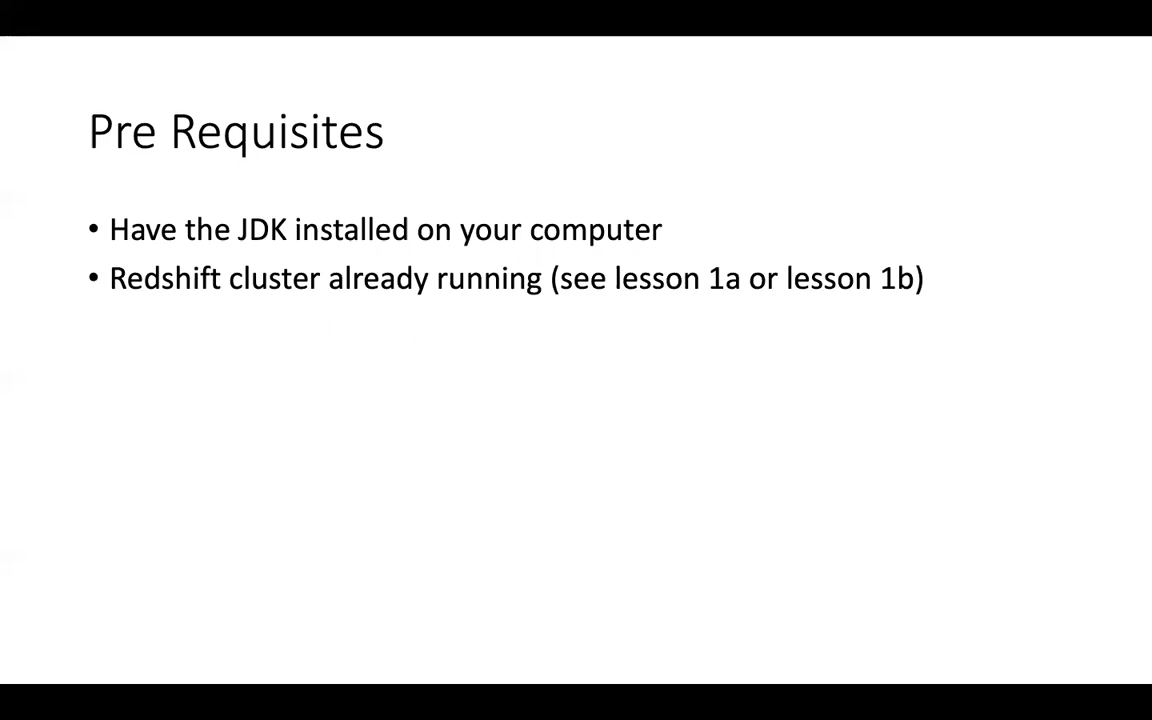 Pre Requisites
• Have the JDK installed on your computer
• Redshift cluster already running (see lesson 1a or lesson 1b)